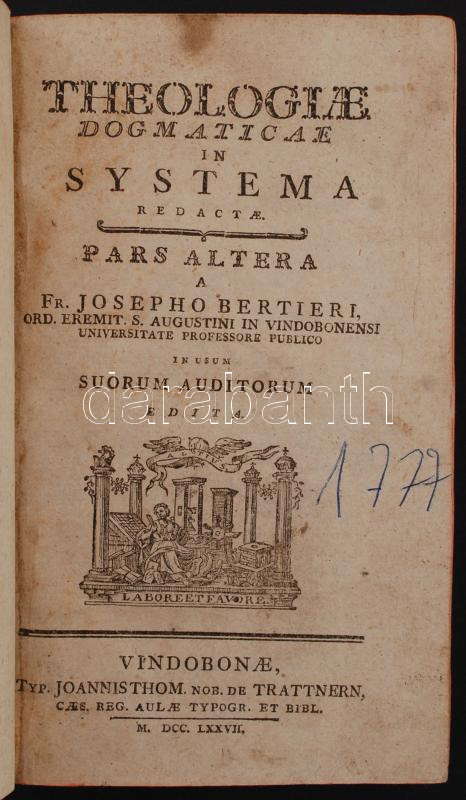 THEOLOGIÆ
DOGMATICAE
IN
SYSTEMA
REDACTÆ.
PARS ALTERA
A
FR. JOSEPHO BERTIERI,
ORD. EREMIT. S. AUGUSTINI IN VINDOBONENSI
UNIVERSITATE PROFESSORE PUBLICO
IN USUM
SUORUM AUDITORUM
darabanth
EDITA.
1777
LABORE ET FAVORE.
VINDOBONÆ,
TYP. JOANNIS THOM. NOB. DE TRATTNERN,
CÆS. REG. AULÆ TYPOGR. ET BIBL.
M. DCC. LXXVII.